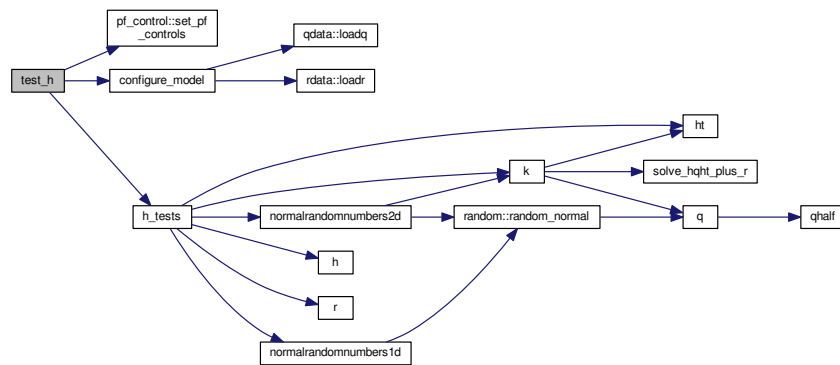 pf_control::set_pf
_controls
qdata::loadq
test_h
configure_model
rdata::loadr
ht
k
solve_hqht_plus_r
h_tests
normalrandomnumbers2d
random::random_normal
q
qhalf
h
r
normalrandomnumbers1d